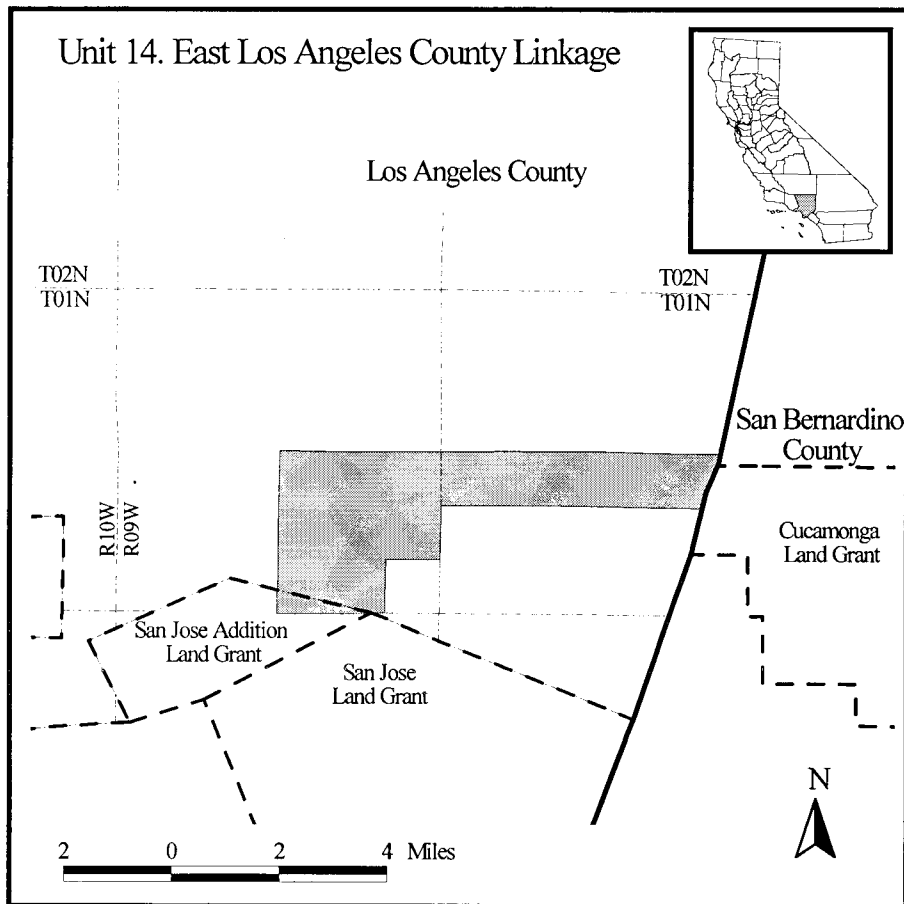 Unit 14. East Los Angeles County Linkage
Los Angeles County
T02N
T01N
T02N
T01N
San Bernardino
County
R10W
R09W
Cucamonga
Land Grant
San Jose Addition
Land Grant
San Jose
Land Grant
N
2 0 2 4 Miles